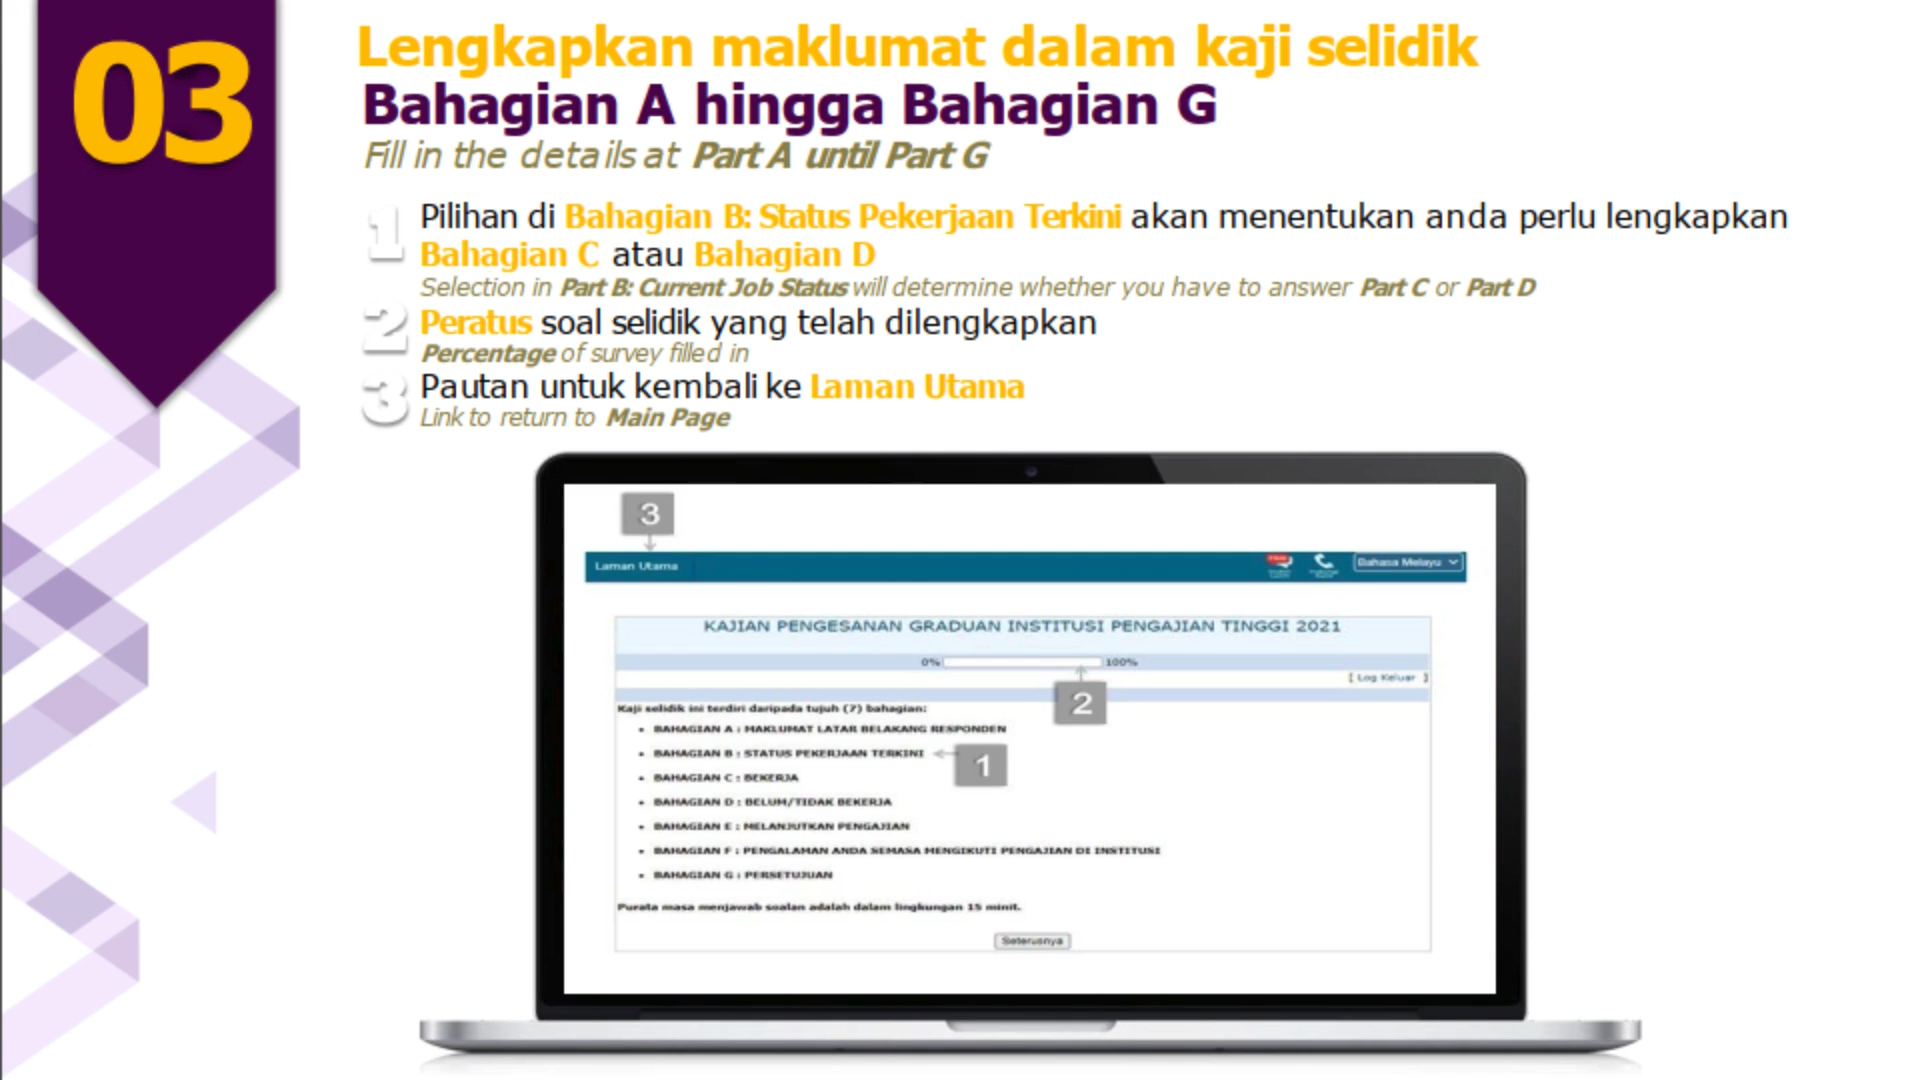 03
Lengkapkan maklumat dalam kaji selidik
Bahagian A hingga Bahagian G
Fill in the details at Part A until Part G
1 Pilihan di Bahagian B: Status Pekerjaan Terkini akan menentukan anda perlu lengkapkan
Bahagian C atau Bahagian D
Selection in Part B: Current Job Status will determine whether you have to answer Part C or Part D
2 Peratus soal selidik yang telah dilengkapkan
Percentage of survey filled in
3 Pautan untuk kembali ke Laman Utama
Link to return to Main Page
3
Laman Utama
Bahasa Melayu
KAJIAN PENGESANAN GRADUAN INSTITUSI PENGAJIAN TINGGI 2021
0% 100%
[ Log Keluar ]
2
Kaji selidik ini terdiri daripada tujuh (7) bahagian:
• BAHAGIAN A : MAKLUMAT LATAR BELAKANG RESPONDEN
• BAHAGIAN B : STATUS PEKERJAAN TERKINI
1
• BAHAGIAN C : BEKERJA
• BAHAGIAN D : BELUM/TIDAK BEKERJA
• BAHAGIAN E : MELANJUTKAN PENGAJIAN
• BAHAGIAN F : PENGALAMAN ANDA SEMASA MENGIKUTI PENGAJIAN DI INSTITUSI
• BAHAGIAN G : PERSETUJUAN
Purata masa menjawab soalan adalah dalam lingkungan 15 minit.
Seterusnya